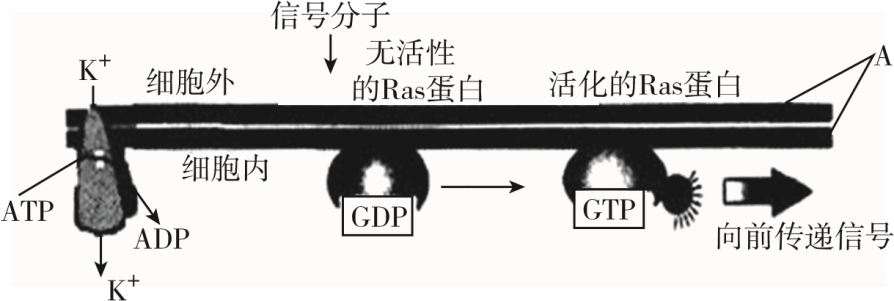 信号分子
K⁺
细胞外
无活性
的Ras蛋白
活化的Ras蛋白
A
细胞内
ATP
ADP
K⁺
GDP
GTP
向前传递信号